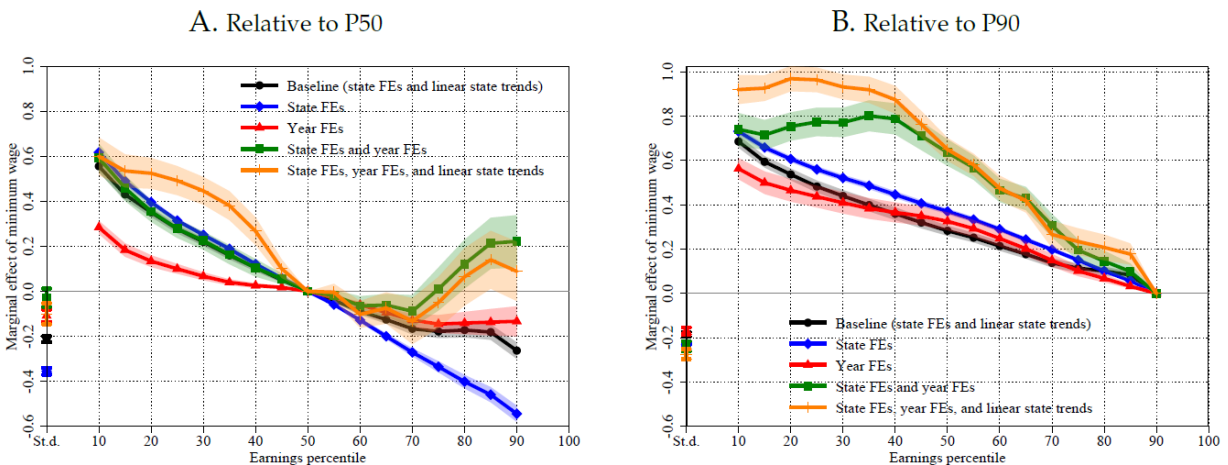 A. Relative to P50
Marginal effect of minimum wage
1.0
0.8
0.6
0.4
0.2
0.0
-0.2
-0.4
-0.6
Baseline (state FEs and linear state trends)
State FEs
Year FEs
State FEs and year FEs
State FEs, year FEs, and linear state trends
St.d. 10 20 30 40 50 60 70 80 90 100
Earnings percentile
B. Relative to P90
Marginal effect of minimum wage
1.0
0.8
0.6
0.4
0.2
0.0
-0.2
-0.4
-0.6
Baseline (state FEs and linear state trends)
State FEs
Year FEs
State FEs and year FEs
State FEs, year FEs, and linear state trends
St.d. 10 20 30 40 50 60 70 80 90 100
Earnings percentile